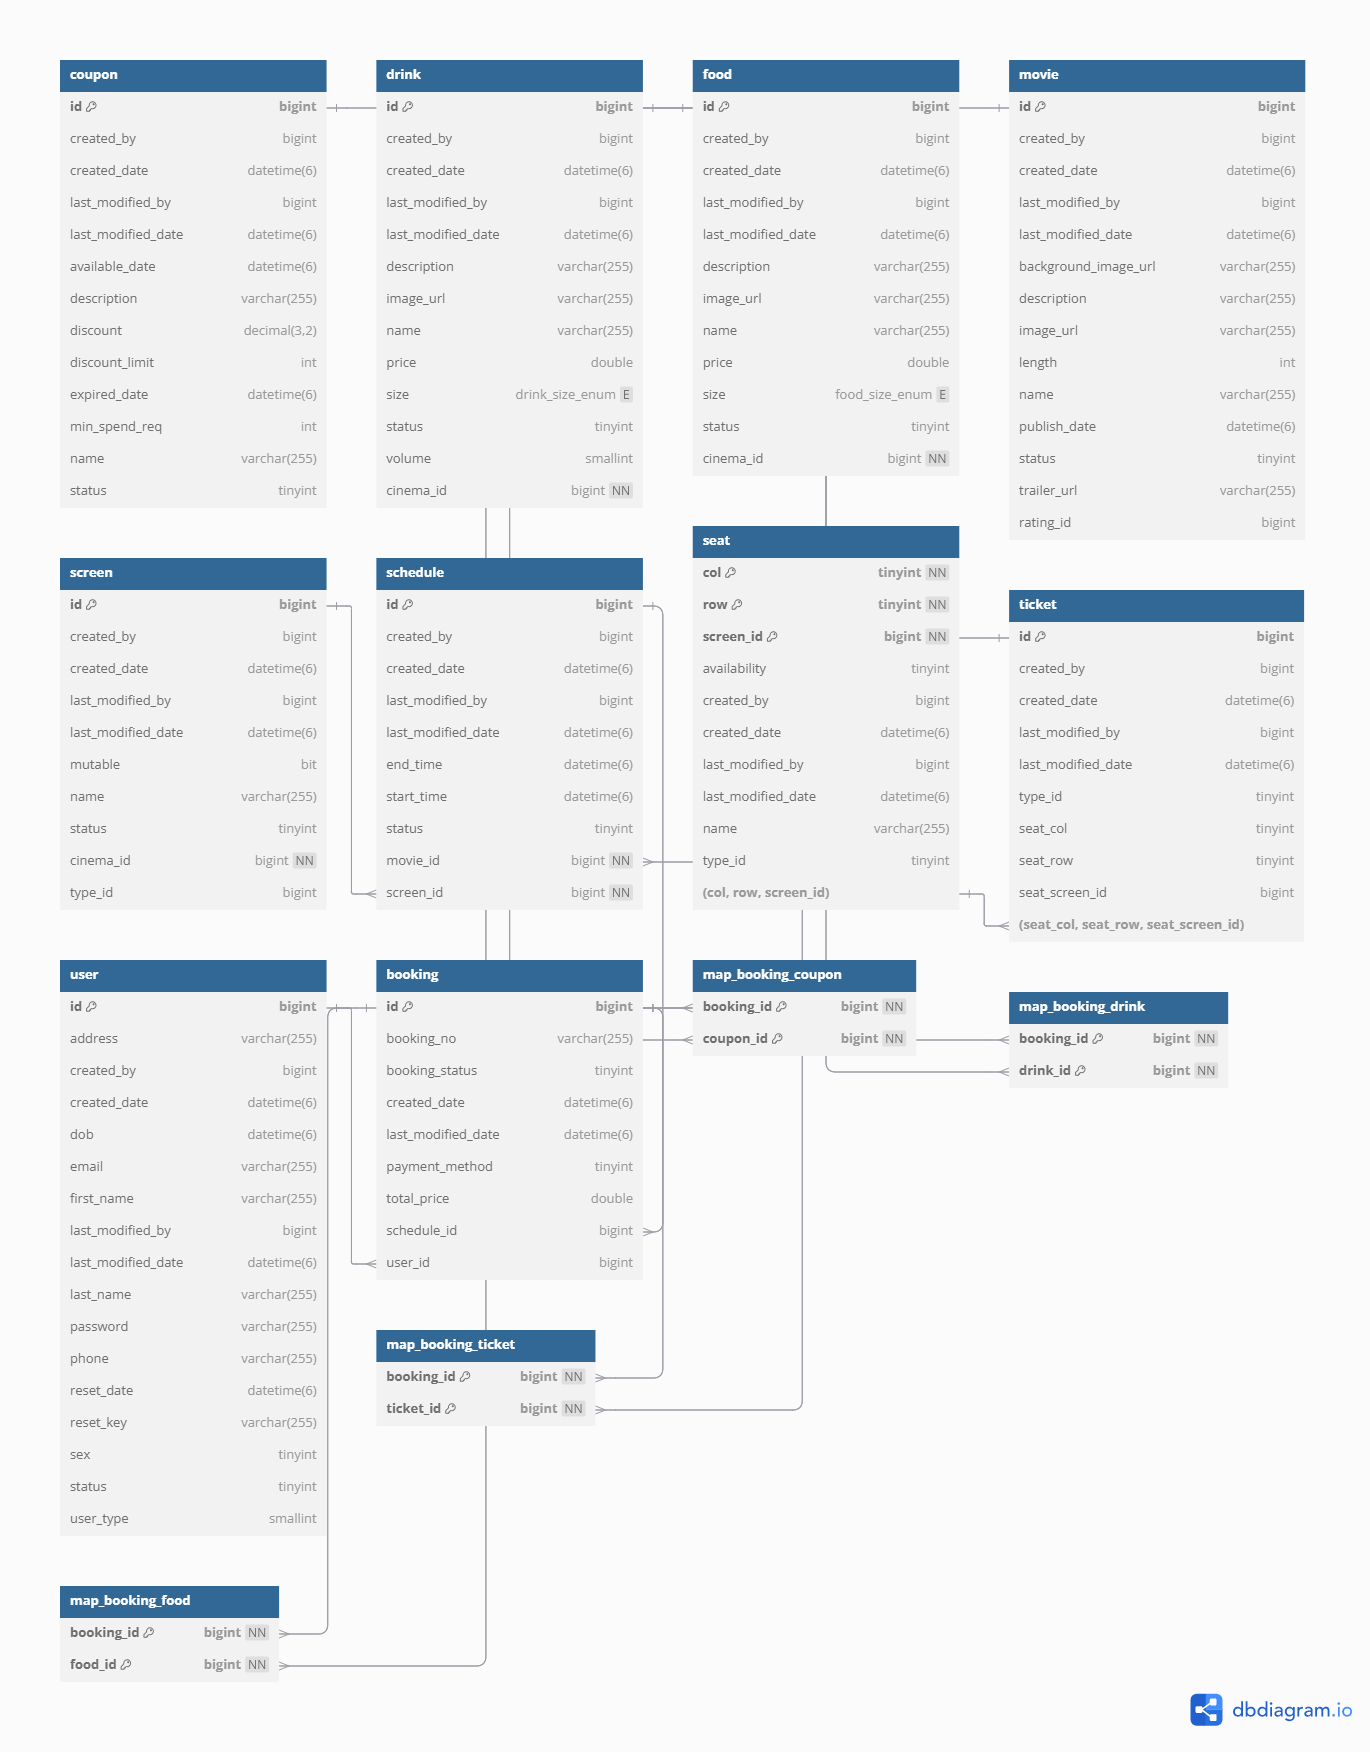 coupon
id bigint
created_by bigint
created_date datetime(6)
last_modified_by bigint
last_modified_date datetime(6)
available_date datetime(6)
description varchar(255)
discount decimal(3,2)
discount_limit int
expired_date datetime(6)
min_spend_req int
name varchar(255)
status tinyint
drink
id bigint
created_by bigint
created_date datetime(6)
last_modified_by bigint
last_modified_date datetime(6)
description varchar(255)
image_url varchar(255)
name varchar(255)
price double
size drink_size_enum E
status tinyint
volume smallint
cinema_id bigint NN
food
id bigint
created_by bigint
created_date datetime(6)
last_modified_by bigint
last_modified_date datetime(6)
description varchar(255)
image_url varchar(255)
name varchar(255)
price double
size food_size_enum E
status tinyint
cinema_id bigint NN
movie
id bigint
created_by bigint
created_date datetime(6)
last_modified_by bigint
last_modified_date datetime(6)
background_image_url varchar(255)
description varchar(255)
image_url varchar(255)
length int
name varchar(255)
publish_date datetime(6)
status tinyint
trailer_url varchar(255)
rating_id bigint
screen
id bigint
created_by bigint
created_date datetime(6)
last_modified_by bigint
last_modified_date datetime(6)
mutable bit
name varchar(255)
status tinyint
cinema_id bigint NN
type_id bigint
schedule
id bigint
created_by bigint
created_date datetime(6)
last_modified_by bigint
last_modified_date datetime(6)
end_time datetime(6)
start_time datetime(6)
status tinyint
movie_id bigint NN
screen_id bigint NN
seat
col tinyint NN
row tinyint NN
screen_id bigint NN
availability tinyint
created_by bigint
created_date datetime(6)
last_modified_by bigint
last_modified_date datetime(6)
name varchar(255)
type_id tinyint
(col, row, screen_id)
ticket
id bigint
created_by bigint
created_date datetime(6)
last_modified_by bigint
last_modified_date datetime(6)
type_id tinyint
seat_col tinyint
seat_row tinyint
seat_screen_id bigint
(seat_col, seat_row, seat_screen_id)
user
id bigint
address varchar(255)
created_by bigint
created_date datetime(6)
dob datetime(6)
email varchar(255)
first_name varchar(255)
last_modified_by bigint
last_modified_date datetime(6)
last_name varchar(255)
password varchar(255)
phone varchar(255)
reset_date datetime(6)
reset_key varchar(255)
sex tinyint
status tinyint
user_type smallint
booking
id bigint
booking_no varchar(255)
booking_status tinyint
created_date datetime(6)
last_modified_date datetime(6)
payment_method tinyint
total_price double
schedule_id bigint
user_id bigint
map_booking_coupon
booking_id bigint NN
coupon_id bigint NN
map_booking_drink
booking_id bigint NN
drink_id bigint NN
map_booking_ticket
booking_id bigint NN
ticket_id bigint NN
map_booking_food
booking_id bigint NN
food_id bigint NN
dbdiagram.io